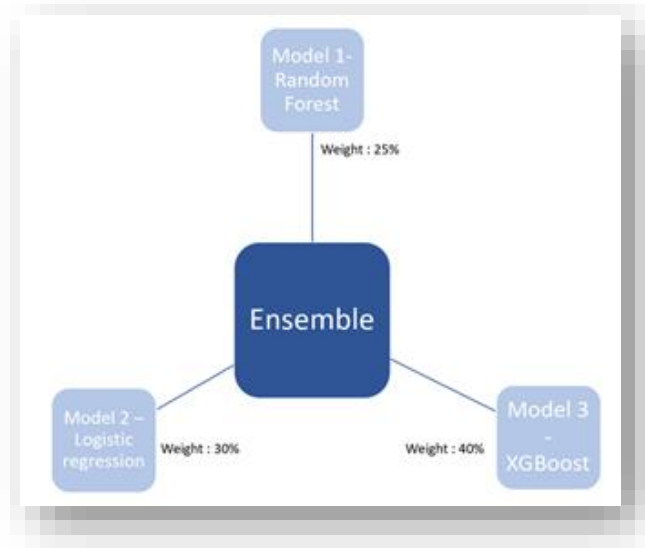 Model 1-
Random
Forest
Weight : 25%
Ensemble
Model 2 –
Logistic
regression
Weight : 30%
Weight : 40%
Model 3
-
XGBoost